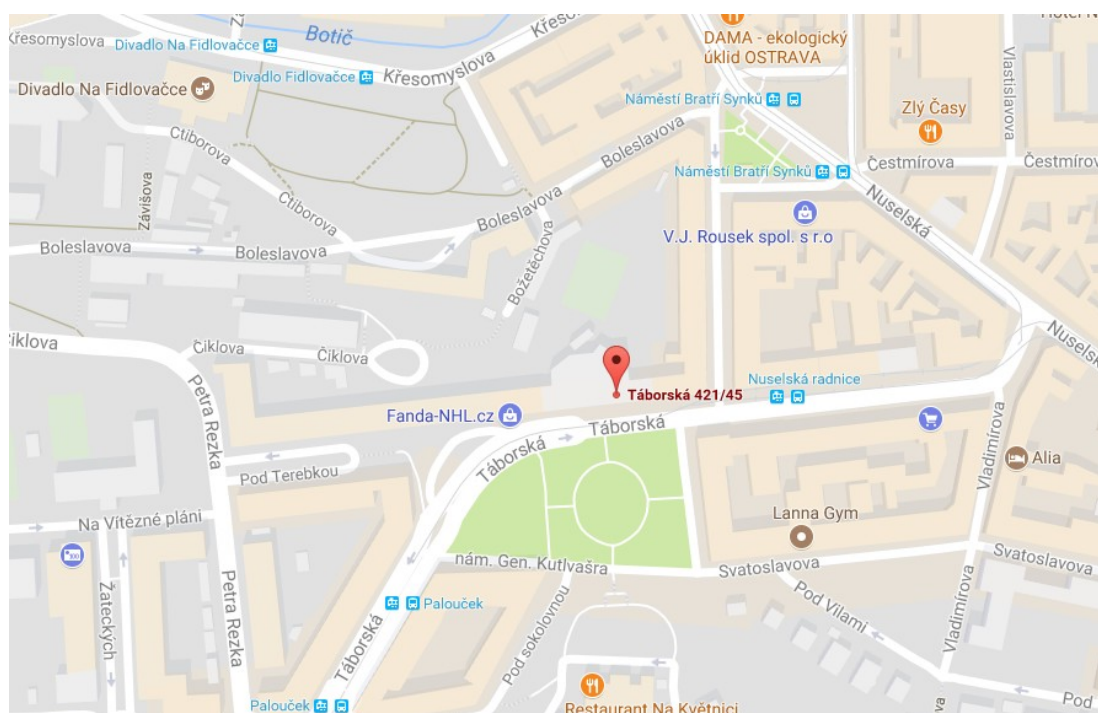 Křesomyslova
Divadlo Na Fidlovačce
Botič
Křesomyslova
DAMA - ekologický
úklid OSTRAVA
Divadlo Na Fidlovačce
Divadlo Fidlovačce
Křesomyslova
Náměstí Bratří Synků
Zlý Časy
Vlastislavova
Ctiborova
Boleslavova
Čestmírova
Čestmírova
Náměstí Bratří Synků
Závišova
Ctiborova
Boleslavova
Nuselská
V.J. Rousek spol. s r.o
Boleslavova
Boleslavova
Božetěchova
Nuselská
Čiklova
Čiklova
Čiklova
Petra Rezka
Nuselská radnice
Táborská 421/45
Fanda-NHL.cz
Táborská
Táborská
Vladimírova
Alia
Pod Terebkou
Na Vítězné pláni
Lanna Gym
nám. Gen. Kutlvašra
Svatoslavova
Svatoslavova
Žateckých
Petra Rezka
Palouček
Pod sokolovnou
Pod Vilami
Vladimírova
Táborská
Palouček
Restaurant Na Květnici
Pod